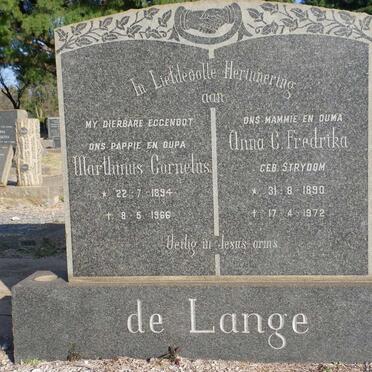 In Liefdevolle Herinnering
aan
MY DIERBARE EGGENOOT
ONS PAPPIE EN OUPA
Marthinus Cornelus
* 22·7·1894
† 8·5·1966
ONS MAMMIE EN OUMA
Anna C. Fredrika
GEB STRYDOM
* 31·8·1890
† 17·4·1972
Veilig in Jesus arms
de Lange